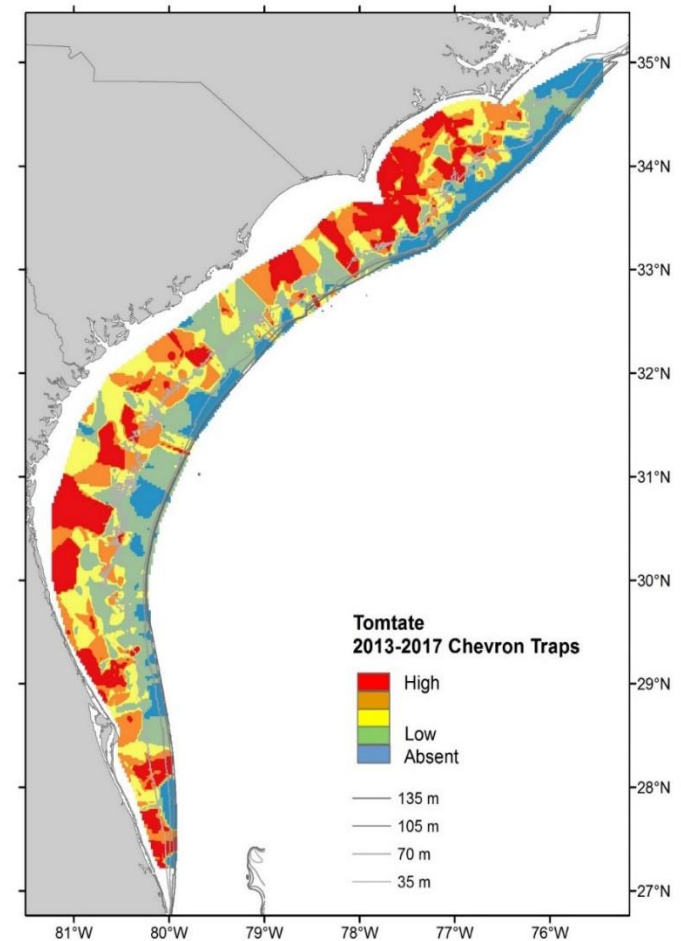 35°N
34°N
33°N
32°N
31°N
30°N
29°N
28°N
27°N
Tomtate
2013-2017 Chevron Traps
High
Low
Absent
135 m
105 m
70 m
35 m
81°W 80°W 79°W 78°W 77°W 76°W